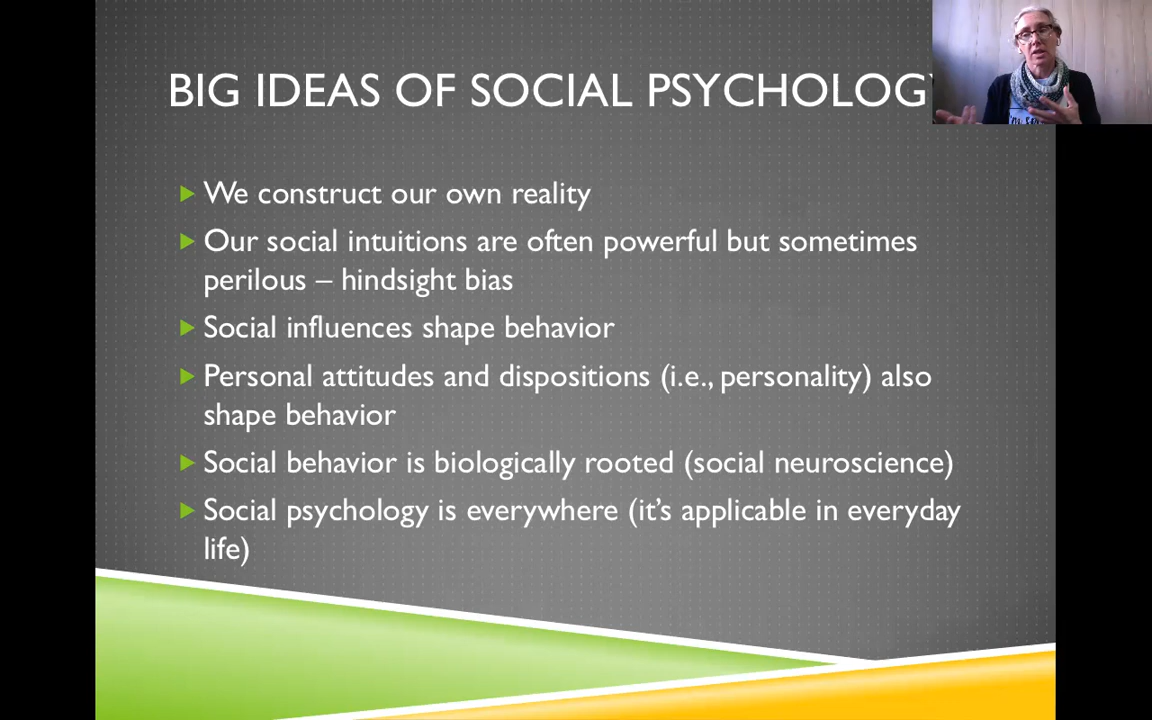 BIG IDEAS OF SOCIAL PSYCHOLOG
We construct our own reality
Our social intuitions are often powerful but sometimes
perilous – hindsight bias
Social influences shape behavior
Personal attitudes and dispositions (i.e., personality) also
shape behavior
Social behavior is biologically rooted (social neuroscience)
Social psychology is everywhere (it's applicable in everyday
life)